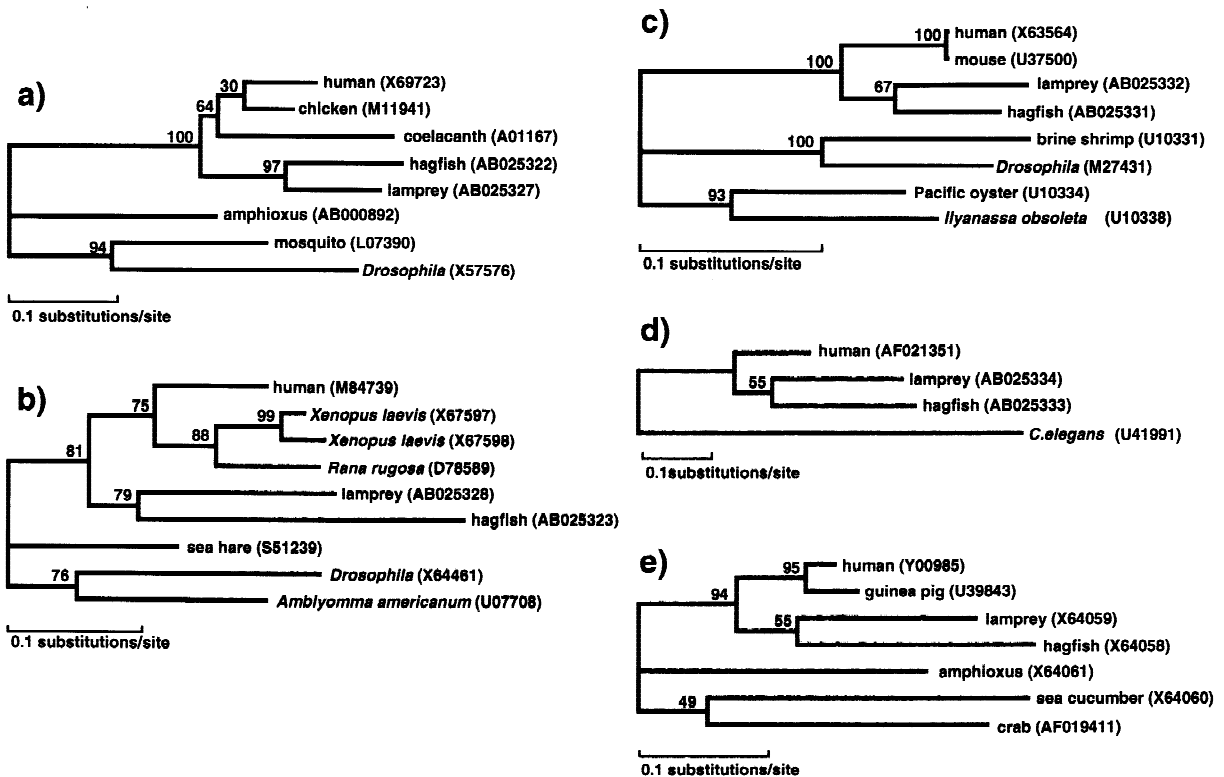 a)
30
human (X69723)
chicken (M11941)
64
coelacanth (A01167)
100
97
hagfish (AB025322)
lamprey (AB025327)
amphioxus (AB000892)
94
mosquito (L07390)
Drosophila (X57576)
0.1 substitutions/site
b)
human (M84739)
75
99
Xenopus laevis (X67597)
Xenopus laevis (X67598)
88
Rana rugosa (D78589)
81
79
lamprey (AB025328)
hagfish (AB025323)
sea hare (S51239)
76
Drosophila (X64461)
Amblyomma americanum (U07708)
0.1 substitutions/site
c)
100
human (X63564)
mouse (U37500)
100
67
lamprey (AB025332)
hagfish (AB025331)
100
brine shrimp (U10331)
Drosophila (M27431)
93
Pacific oyster (U10334)
Ilyanassa obsoleta (U10338)
0.1 substitutions/site
d)
human (AF021351)
55
lamprey (AB025334)
hagfish (AB025333)
C.elegans (U41991)
0.1substitutions/site
e)
95
human (Y00985)
guinea pig (U39843)
94
55
lamprey (X64059)
hagfish (X64058)
amphioxus (X64061)
49
sea cucumber (X64060)
crab (AF019411)
0.1 substitutions/site